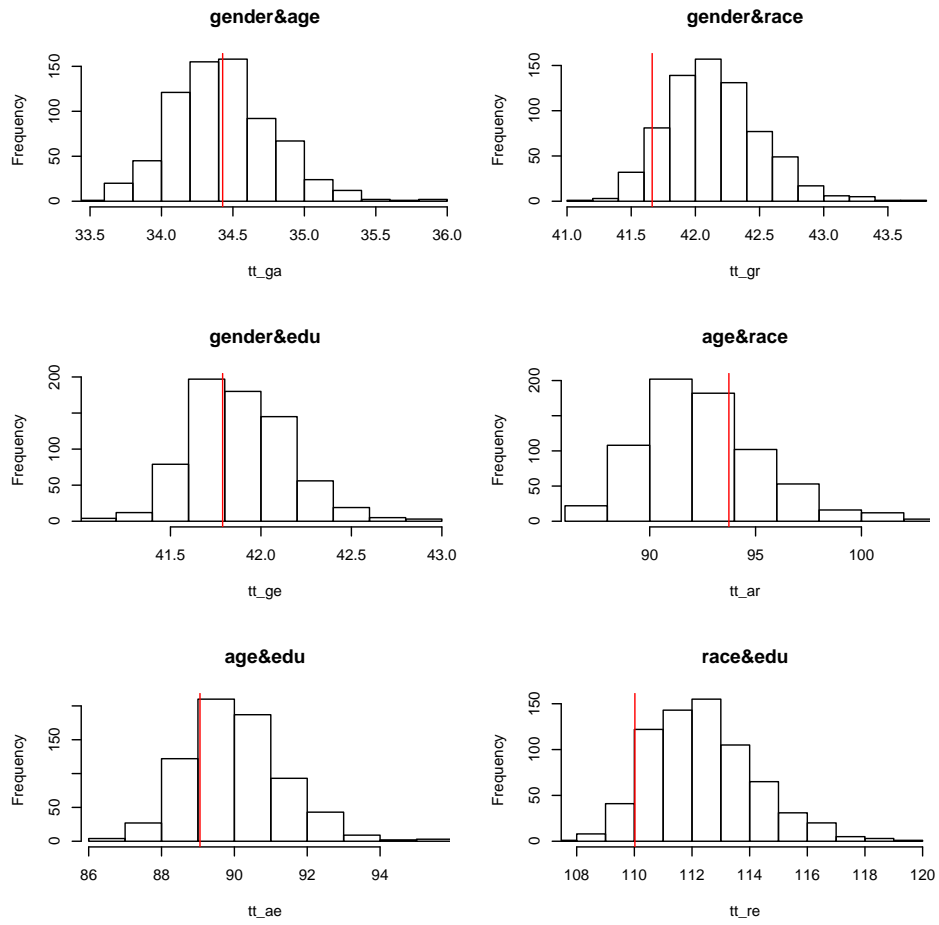 gender&age
Frequency
0
50
100
150
33.5 34.0 34.5 35.0 35.5 36.0
tt_ga
gender&race
Frequency
0
50
100
150
41.0 41.5 42.0 42.5 43.0 43.5
tt_gr
gender&edu
Frequency
0
50
100
200
41.5 42.0 42.5 43.0
tt_ge
age&race
Frequency
0
50
100
200
90 95 100
tt_ar
age&edu
Frequency
0
50
150
86 88 90 92 94
tt_ae
race&edu
Frequency
0
50
100
150
108 110 112 114 116 118 120
tt_re